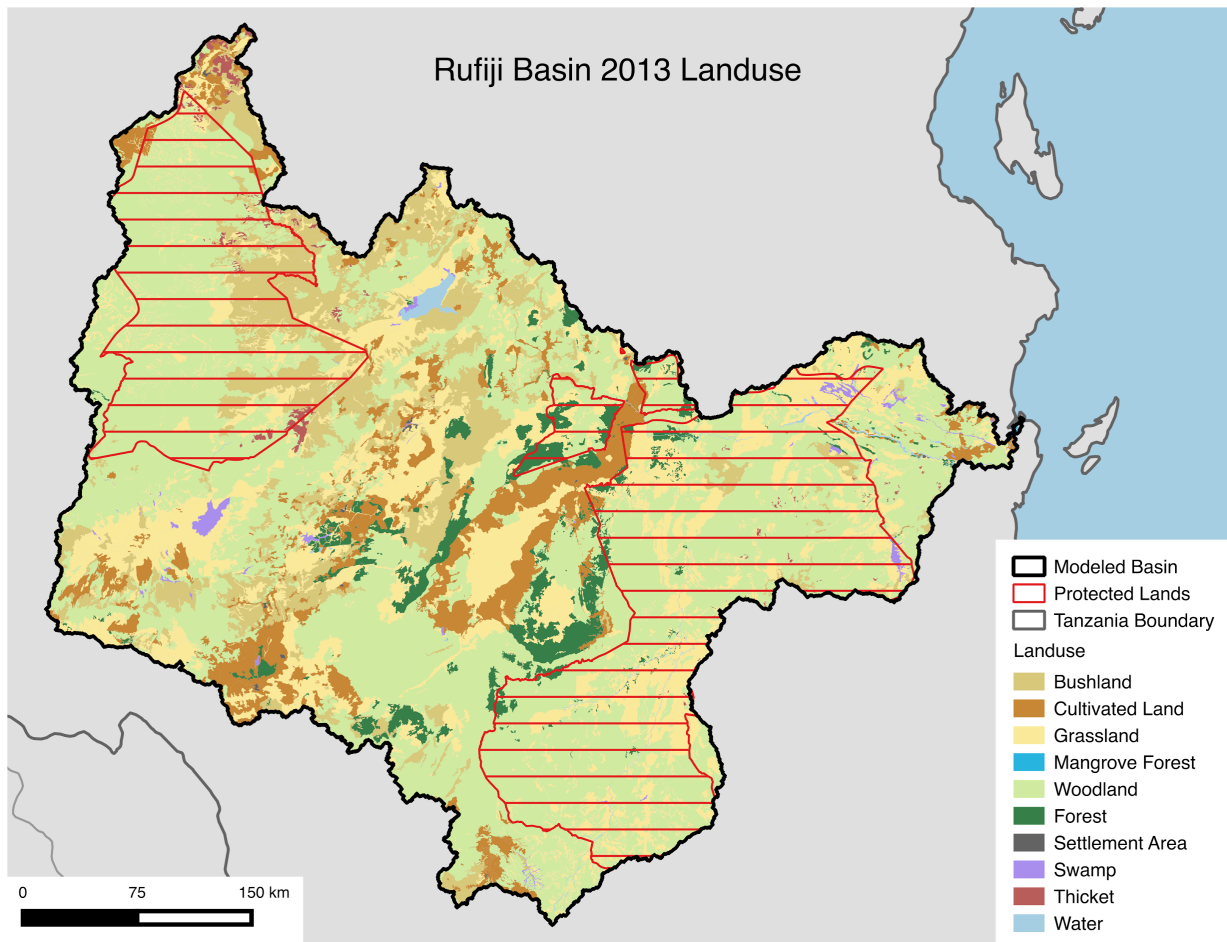 Rufiji Basin 2013 Landuse
Modeled Basin
Protected Lands
Tanzania Boundary
Landuse
Bushland
Cultivated Land
Grassland
Mangrove Forest
Woodland
Forest
Settlement Area
Swamp
Thicket
Water
0 75 150 km